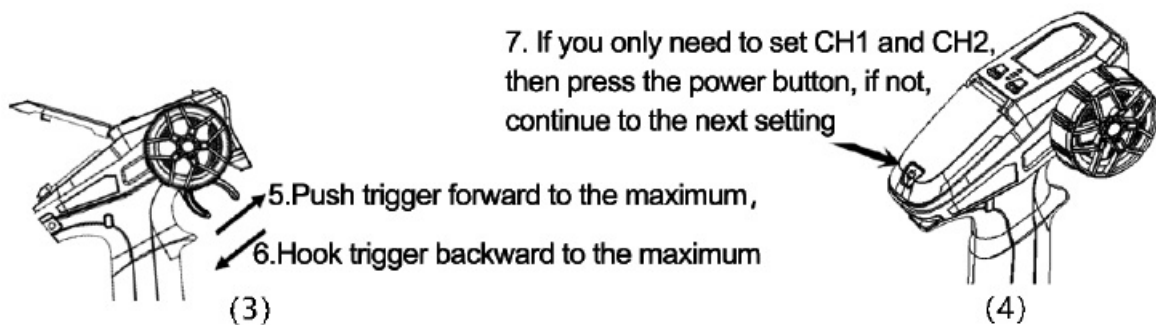 7. If you only need to set CH1 and CH2,
then press the power button, if not,
continue to the next setting
5.Push trigger forward to the maximum,
6.Hook trigger backward to the maximum
(3)
(4)